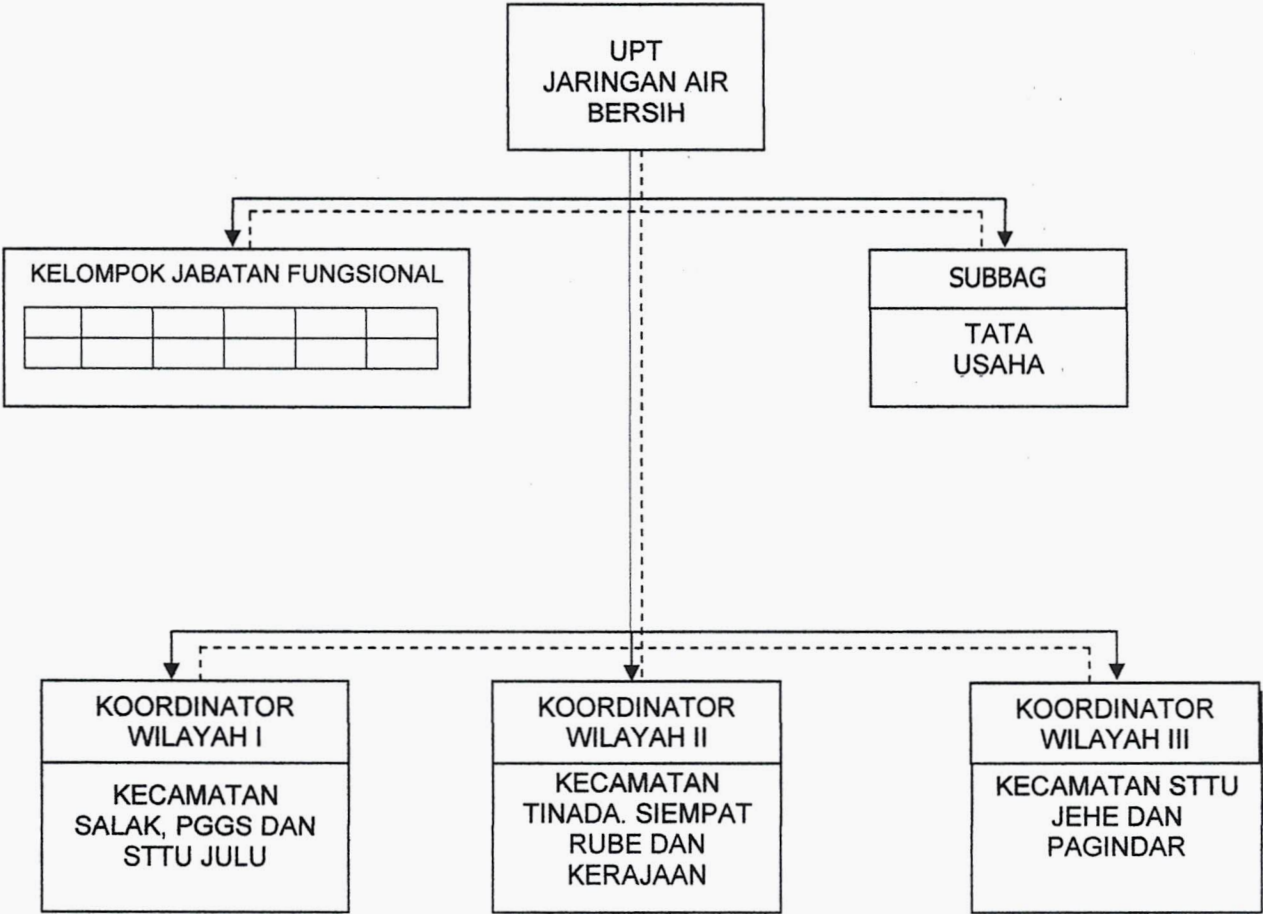 UPT
JARINGAN AIR
BERSIH
KELOMPOK JABATAN FUNGSIONAL
SUBBAG
TATA
USAHA
KOORDINATOR
WILAYAH I
KECAMATAN
SALAK, PGGS DAN
STTU JULU
KOORDINATOR
WILAYAH II
KECAMATAN
TINADA. SIEMPAT
RUBE DAN
KERAJAAN
KOORDINATOR
WILAYAH III
KECAMATAN STTU
JEHE DAN
PAGINDAR